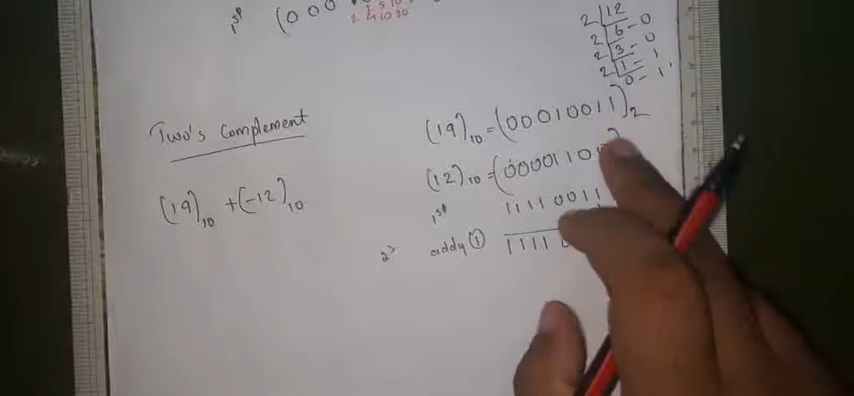 1st (0 0 0
2 4 10 20
2 12
2 6 - 0
2 3 - 0
2 1 - 1
0 - 1
Two's Complement
(19)10 = (00010011)2
(19)10 + (-12)10
(12)10 = (0000110
1st 11110011
2> addy ① 1111